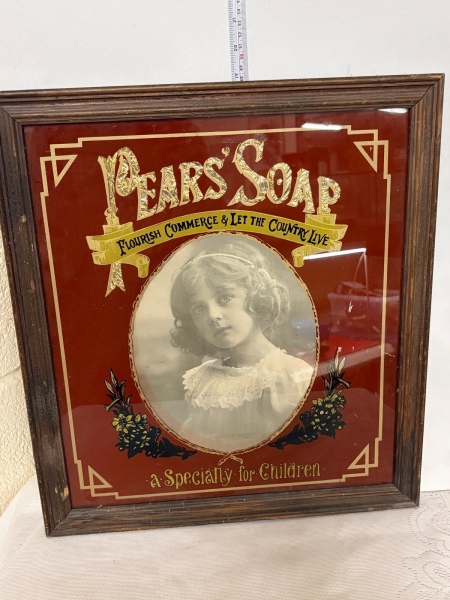 PEARS' SOAP
FLOURISH COMMERCE & LET THE COUNTRY LIVE
a Specialty for Children